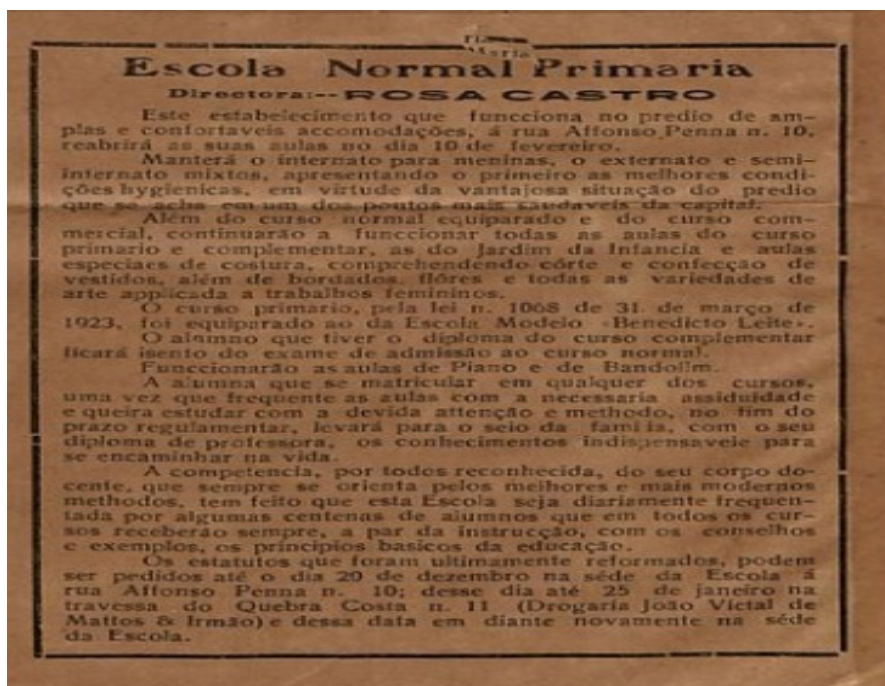 Maria
Escola Normal Primaria
Directora:--ROSA CASTRO
Este estabelecimento que funcciona no predio de am-
plas e confortaveis accomodações, á rua Affonso Penna n. 10,
reabrirá as suas aulas no dia 10 de fevereiro.
Manterá o internato para meninas, o externato e semi-
internato mixtos, apresentando o primeiro as melhores condi-
ções hygienicas, em virtude da vantajosa situação do predio
que se acha em um dos pontos mais saudaveis da capital.
Além do curso normal equiparado e do curso com-
mercial, continuarão a funccionar todas as aulas do curso
primario e complementar, as do Jardim da Infancia e aulas
especiaes de costura, comprehendendo córte e confecção de
vestidos, além de bordados, flôres e todas as variedades de
arte applicada a trabalhos femininos.
O curso primario, pela lei n. 1068 de 31 de março de
1923, foi equiparado ao da Escola Modelo «Benedicto Leite».
O alumno que tiver o diploma do curso complementar
ficará isento do exame de admissão ao curso normal.
Funccionarão as aulas de Piano e de Bandolim.
A alumna que se matricular em qualquer dos cursos,
uma vez que frequente as aulas com a necessaria assiduidade
e queira estudar com a devida attenção e methodo, no fim do
prazo regulamentar, levará para o seio da familia, com o seu
diploma de professora, os conhecimentos indispensaveis para
se encaminhar na vida.
A competencia, por todos reconhecida, do seu corpo do-
cente, que sempre se orienta pelos melhores e mais modernos
methodos, tem feito que esta Escola seja diariamente frequen-
tada por algumas centenas de alumnos que em todos os cur-
sos receberão sempre, a par da instrucção, com os conselhos
e exemplos, os principios basicos da educação.
Os estatutos que foram ultimamente reformados, podem
ser pedidos até o dia 20 de dezembro na séde da Escola á
rua Affonso Penna n. 10; desse dia até 25 de janeiro na
travessa do Quebra Costa n. 11 (Drogaria João Victal de
Mattos & Irmão) e dessa data em diante novamente na séde
da Escola.